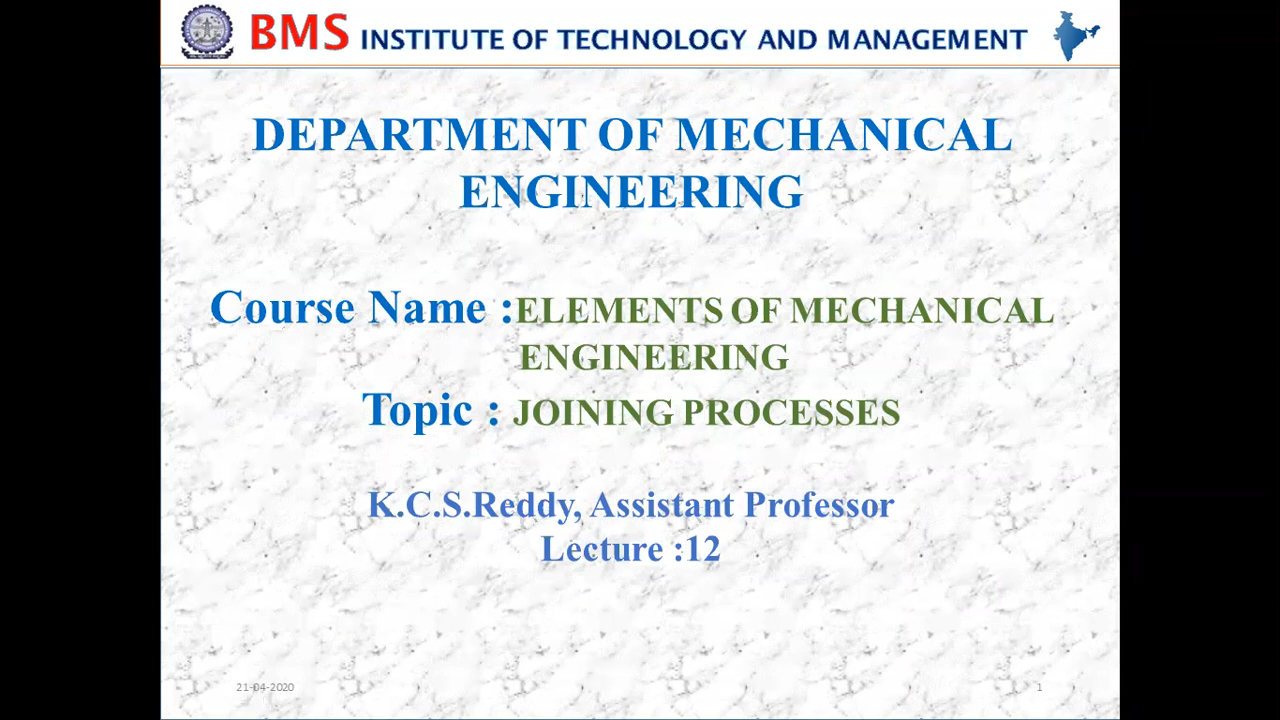 BMS INSTITUTE OF TECHNOLOGY AND MANAGEMENT
DEPARTMENT OF MECHANICAL
ENGINEERING
Course Name :ELEMENTS OF MECHANICAL
ENGINEERING
Topic : JOINING PROCESSES
K.C.S.Reddy, Assistant Professor
Lecture :12
21-04-2020 1